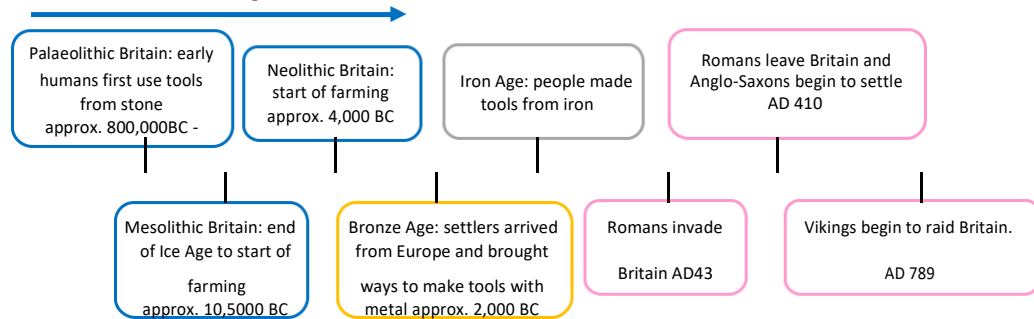 Palaeolithic Britain: early
humans first use tools
from stone
approx. 800,000BC -
Neolithic Britain:
start of farming
approx. 4,000 BC
Iron Age: people made
tools from iron
Romans leave Britain and
Anglo-Saxons begin to settle
AD 410
Mesolithic Britain: end
of Ice Age to start of
farming
approx. 10,5000 BC
Bronze Age: settlers arrived
from Europe and brought
ways to make tools with
metal approx. 2,000 BC
Romans invade
Britain AD43
Vikings begin to raid Britain.
AD 789